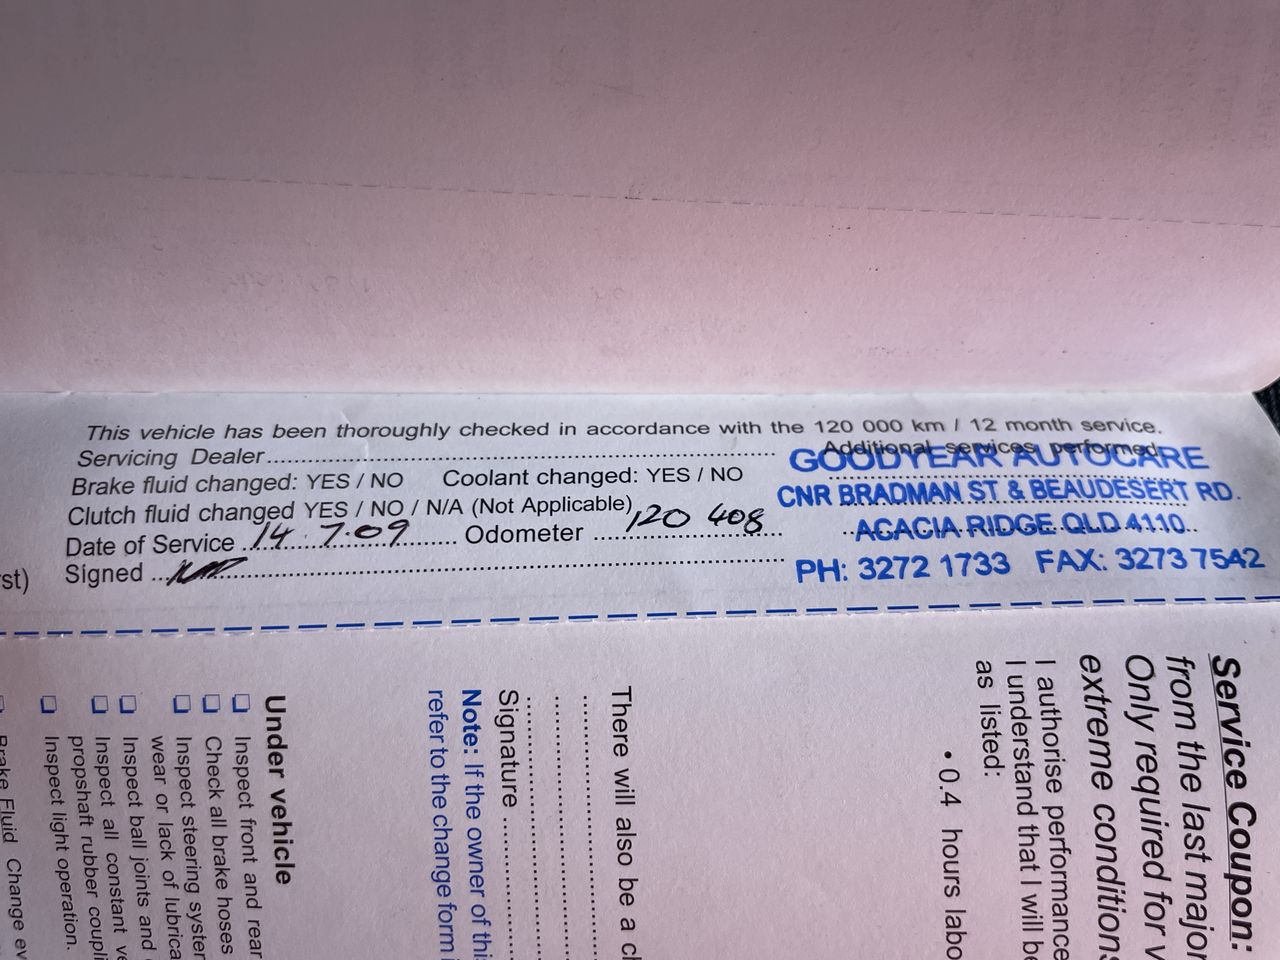 This vehicle has been thoroughly checked in accordance with the 120 000 km / 12 month service.
Servicing Dealer
Additional services performed
Brake fluid changed: YES / NO Coolant changed: YES / NO
Clutch fluid changed YES / NO / N/A (Not Applicable)
Date of Service 14.7.09 Odometer 120 408
Signed
GOODYEAR AUTOCARE
CNR BRADMAN ST & BEAUDESERT RD.
ACACIA RIDGE QLD 4110
PH: 3272 1733 FAX: 3273 7542
st)
Service Coupon:
from the last major
Only required for v
extreme conditions
I authorise performance
I understand that I will be
as listed:
• 0.4 hours labo
There will also be a cl
Signature
Note: If the owner of this
refer to the change form i
Under vehicle
Inspect front and rear
Check all brake hoses
Inspect steering system
wear or lack of lubrica
Inspect ball joints and
Inspect all constant ve
propshaft rubber coupli
Inspect light operation.
Brake Fluid Change ev